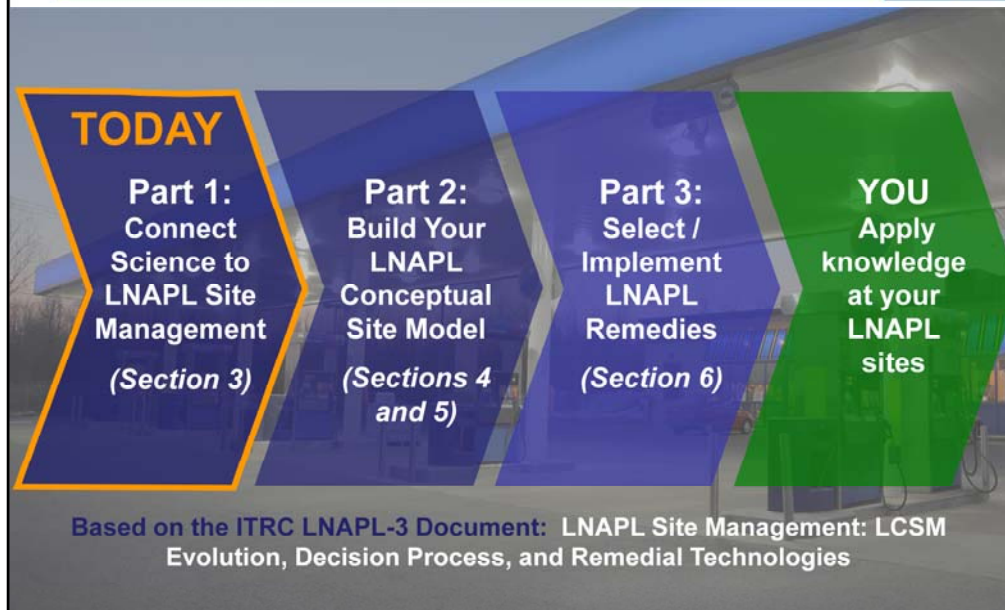 TODAY
Part 1:
Connect
Science to
LNAPL Site
Management
(Section 3)
Part 2:
Build Your
LNAPL
Conceptual
Site Model
(Sections 4
and 5)
Part 3:
Select /
Implement
LNAPL
Remedies
(Section 6)
YOU
Apply
knowledge
at your
LNAPL
sites
Based on the ITRC LNAPL-3 Document: LNAPL Site Management: LCSM
Evolution, Decision Process, and Remedial Technologies